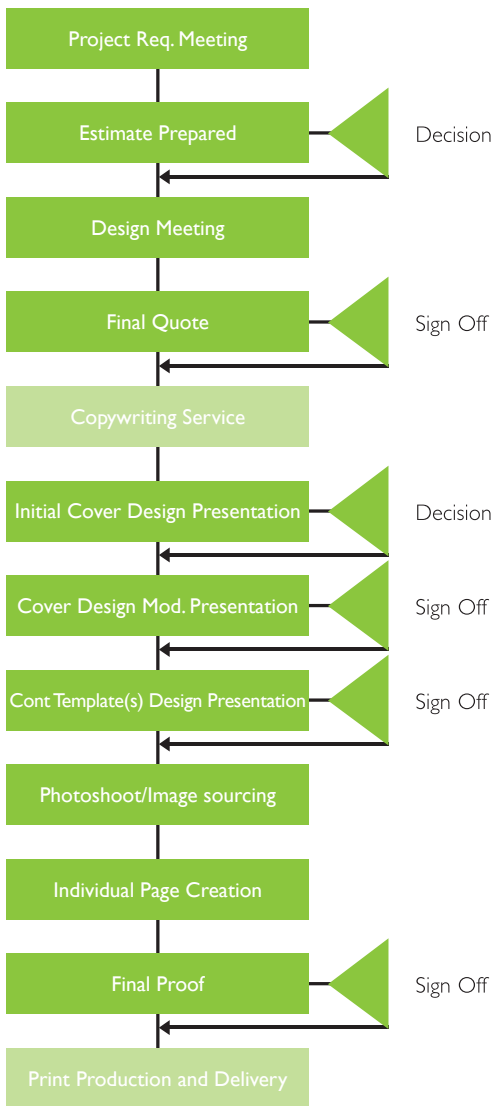 Project Req. Meeting
Estimate Prepared
Decision
Design Meeting
Final Quote
Sign Off
Copywriting Service
Initial Cover Design Presentation
Decision
Cover Design Mod. Presentation
Sign Off
Cont Template(s) Design Presentation
Sign Off
Photoshoot/Image sourcing
Individual Page Creation
Final Proof
Sign Off
Print Production and Delivery